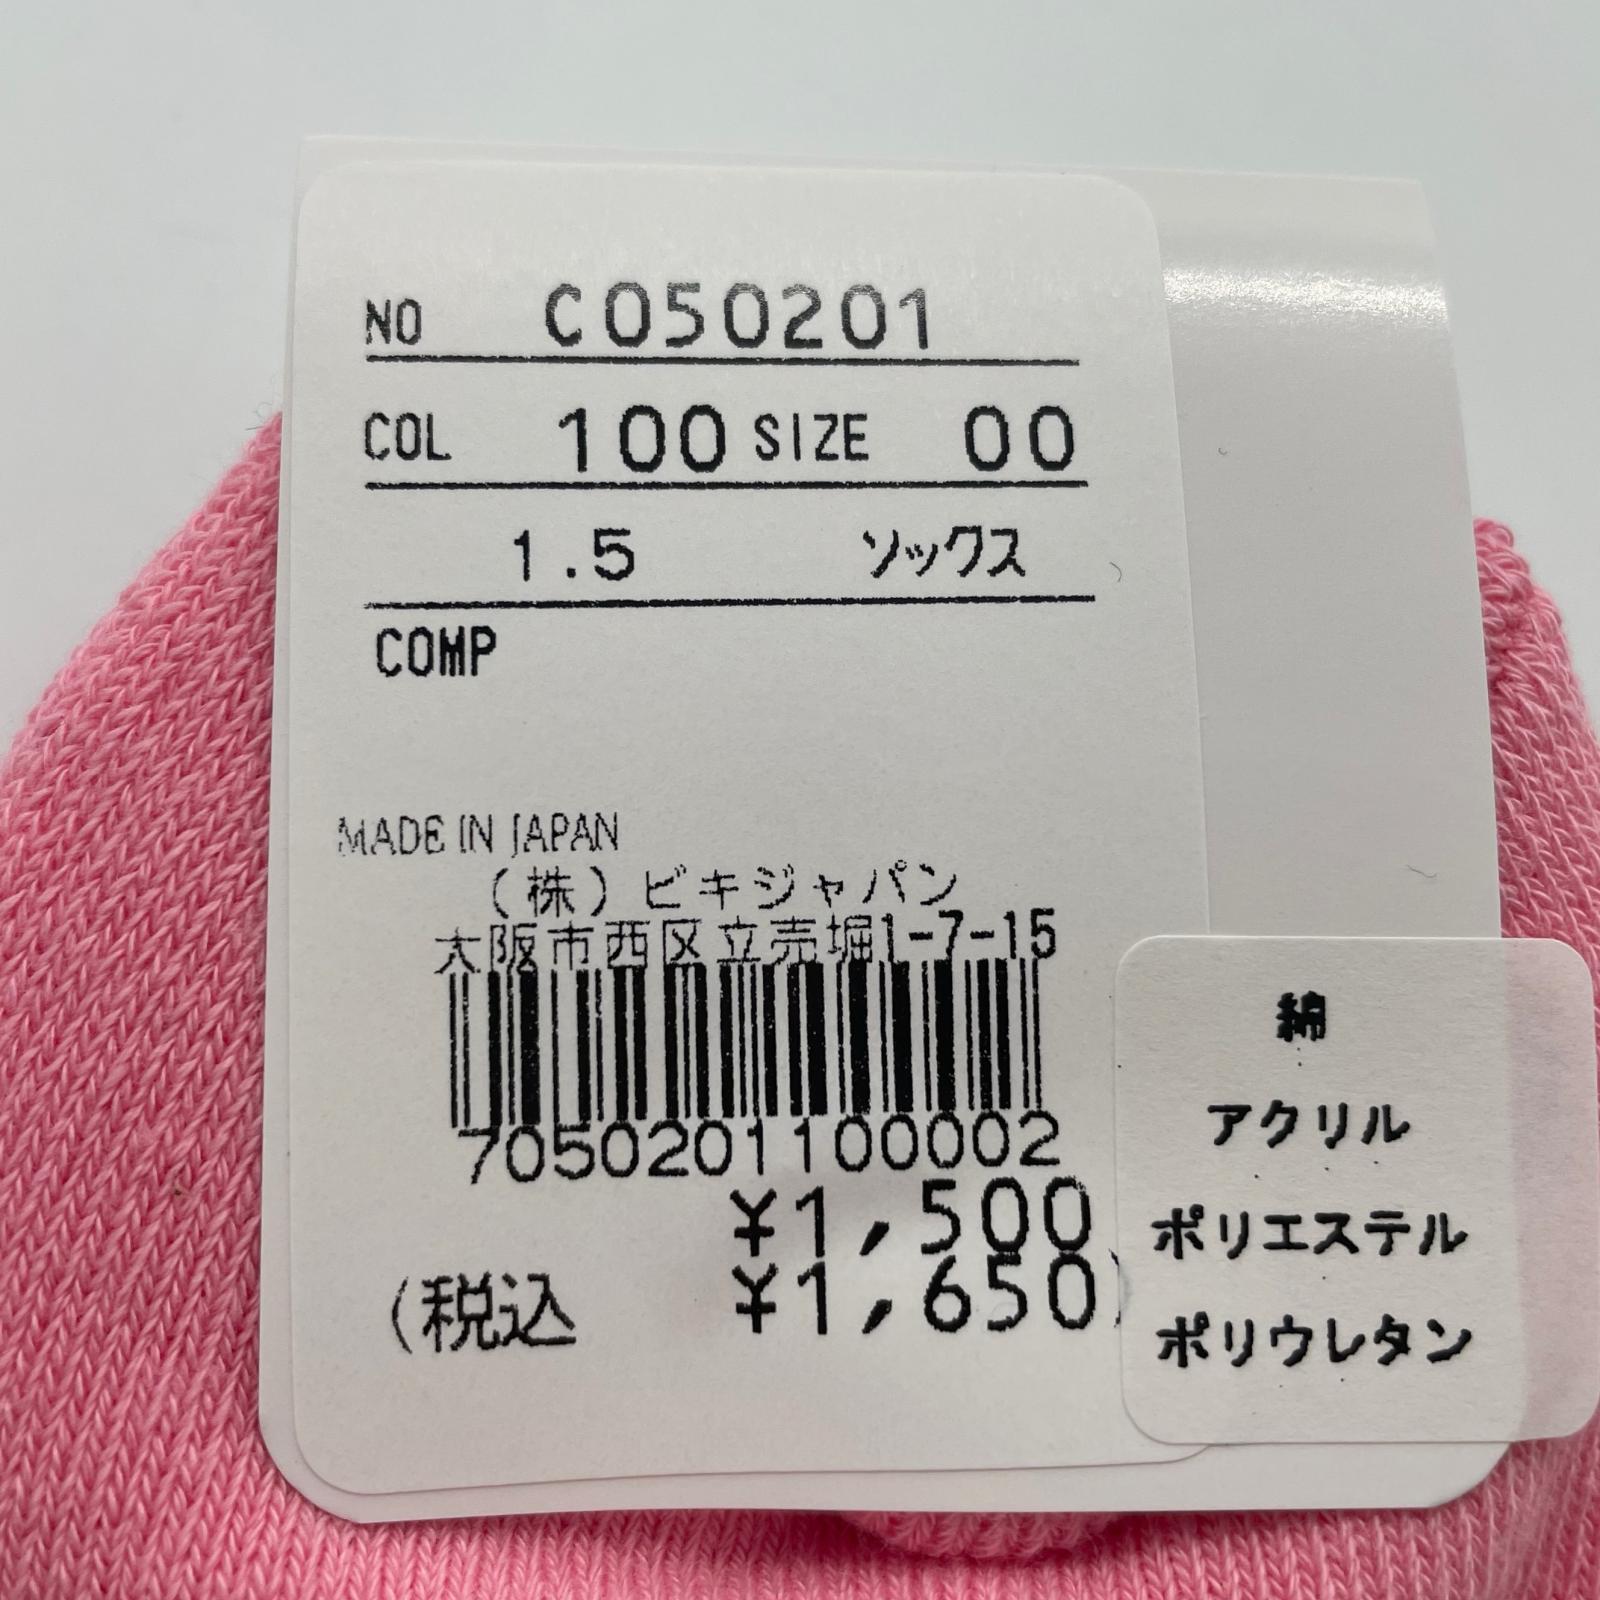 NO C050201
COL 100 SIZE 00
1.5 ソックス
COMP
MADE IN JAPAN
(株)ビキジャパン
大阪市西区立売堀1-7-15
7050201100002
¥1,500
(税込 ¥1,650)
綿
アクリル
ポリエステル
ポリウレタン